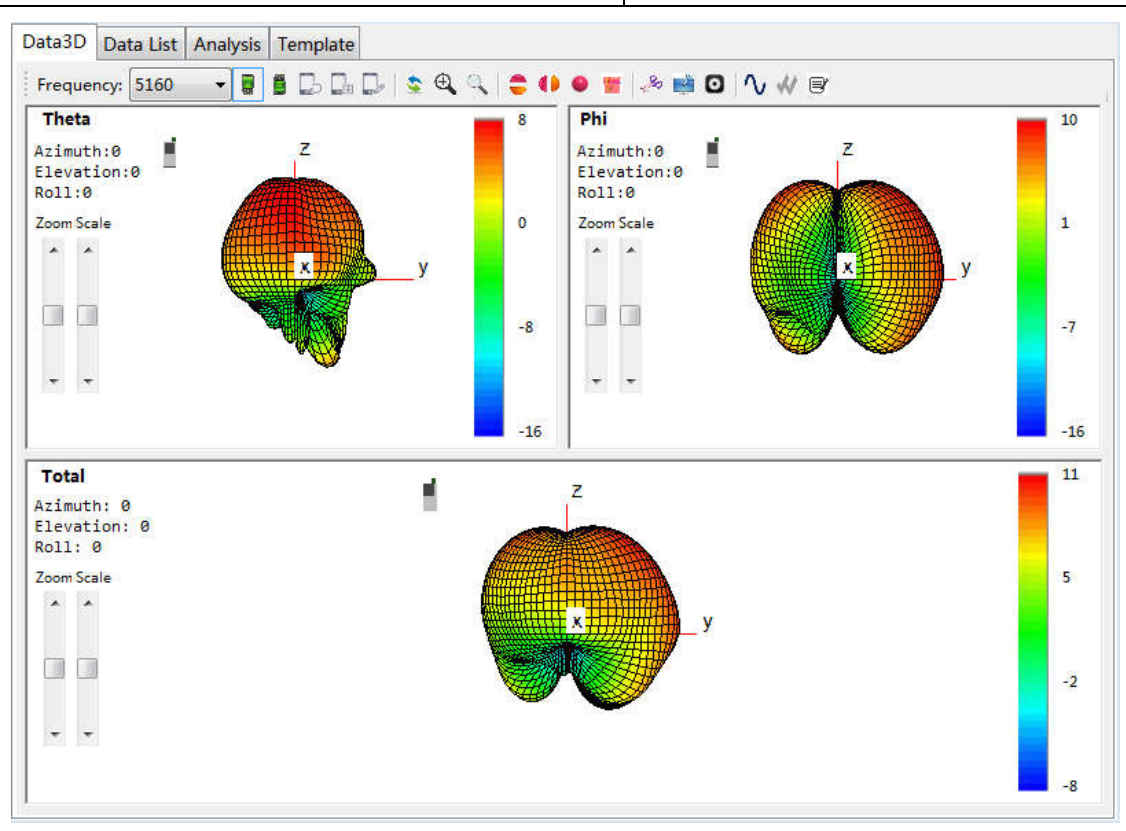 Data3D Data List Analysis Template
Frequency: 5160
Theta
Azimuth:0
Elevation:0
Roll:0
Zoom Scale
Z
X
y
8
0
-8
-16
Phi
Azimuth:0
Elevation:0
Roll:0
Zoom Scale
Z
X
y
10
1
-7
-16
Total
Azimuth: 0
Elevation: 0
Roll: 0
Zoom Scale
Z
X
y
11
5
-2
-8